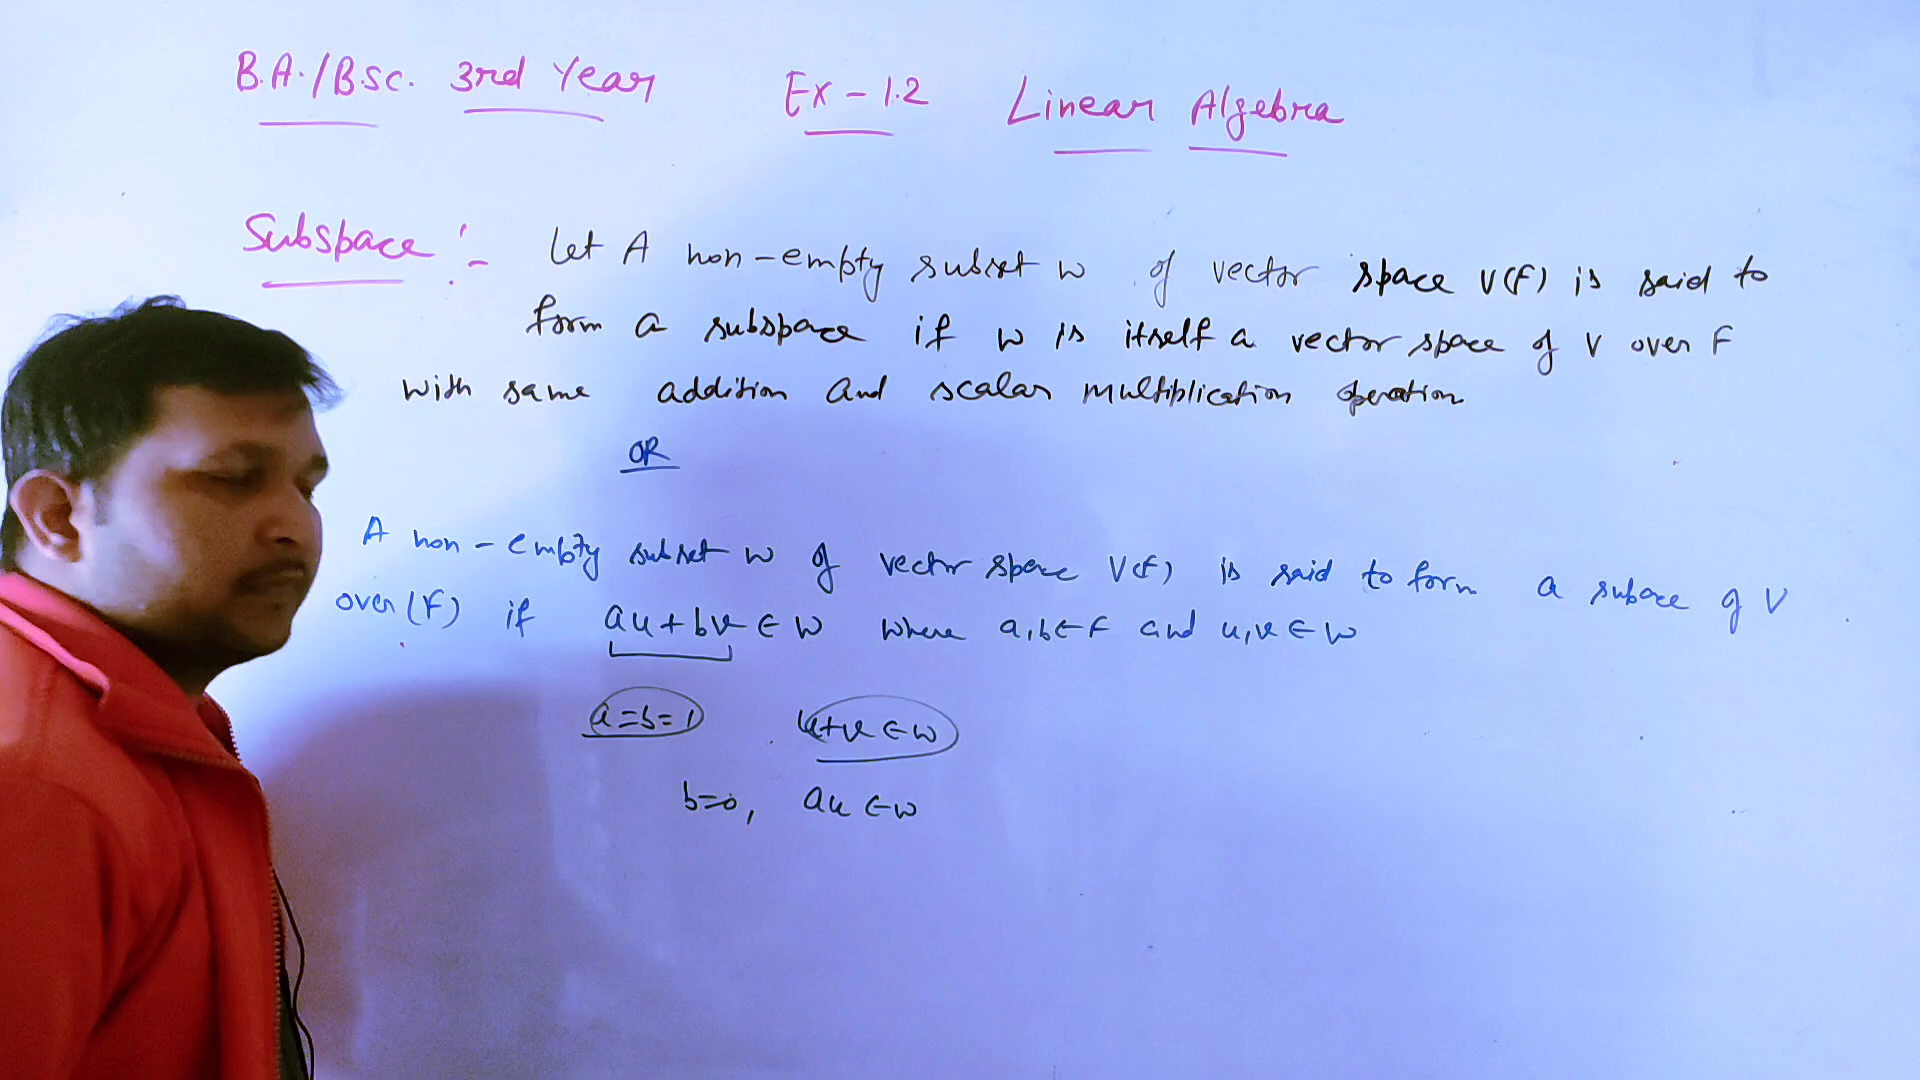 B.A./B.sc. 3rd Year Ex - 1.2 Linear Algebra
Subspace :- Let A non-empty subset W of vector space V(F) is said to
form a subspace if W is itself a vector space of V over F
with same addition and scalar multiplication operation
OR
A non-empty subset W of vector space V(F) is said to form a subace of V
over (F) if au+bv ∈ W where a,b ∈ F and u,v ∈ W
a=b=1 u+v ∈ W
b=0, au ∈ W